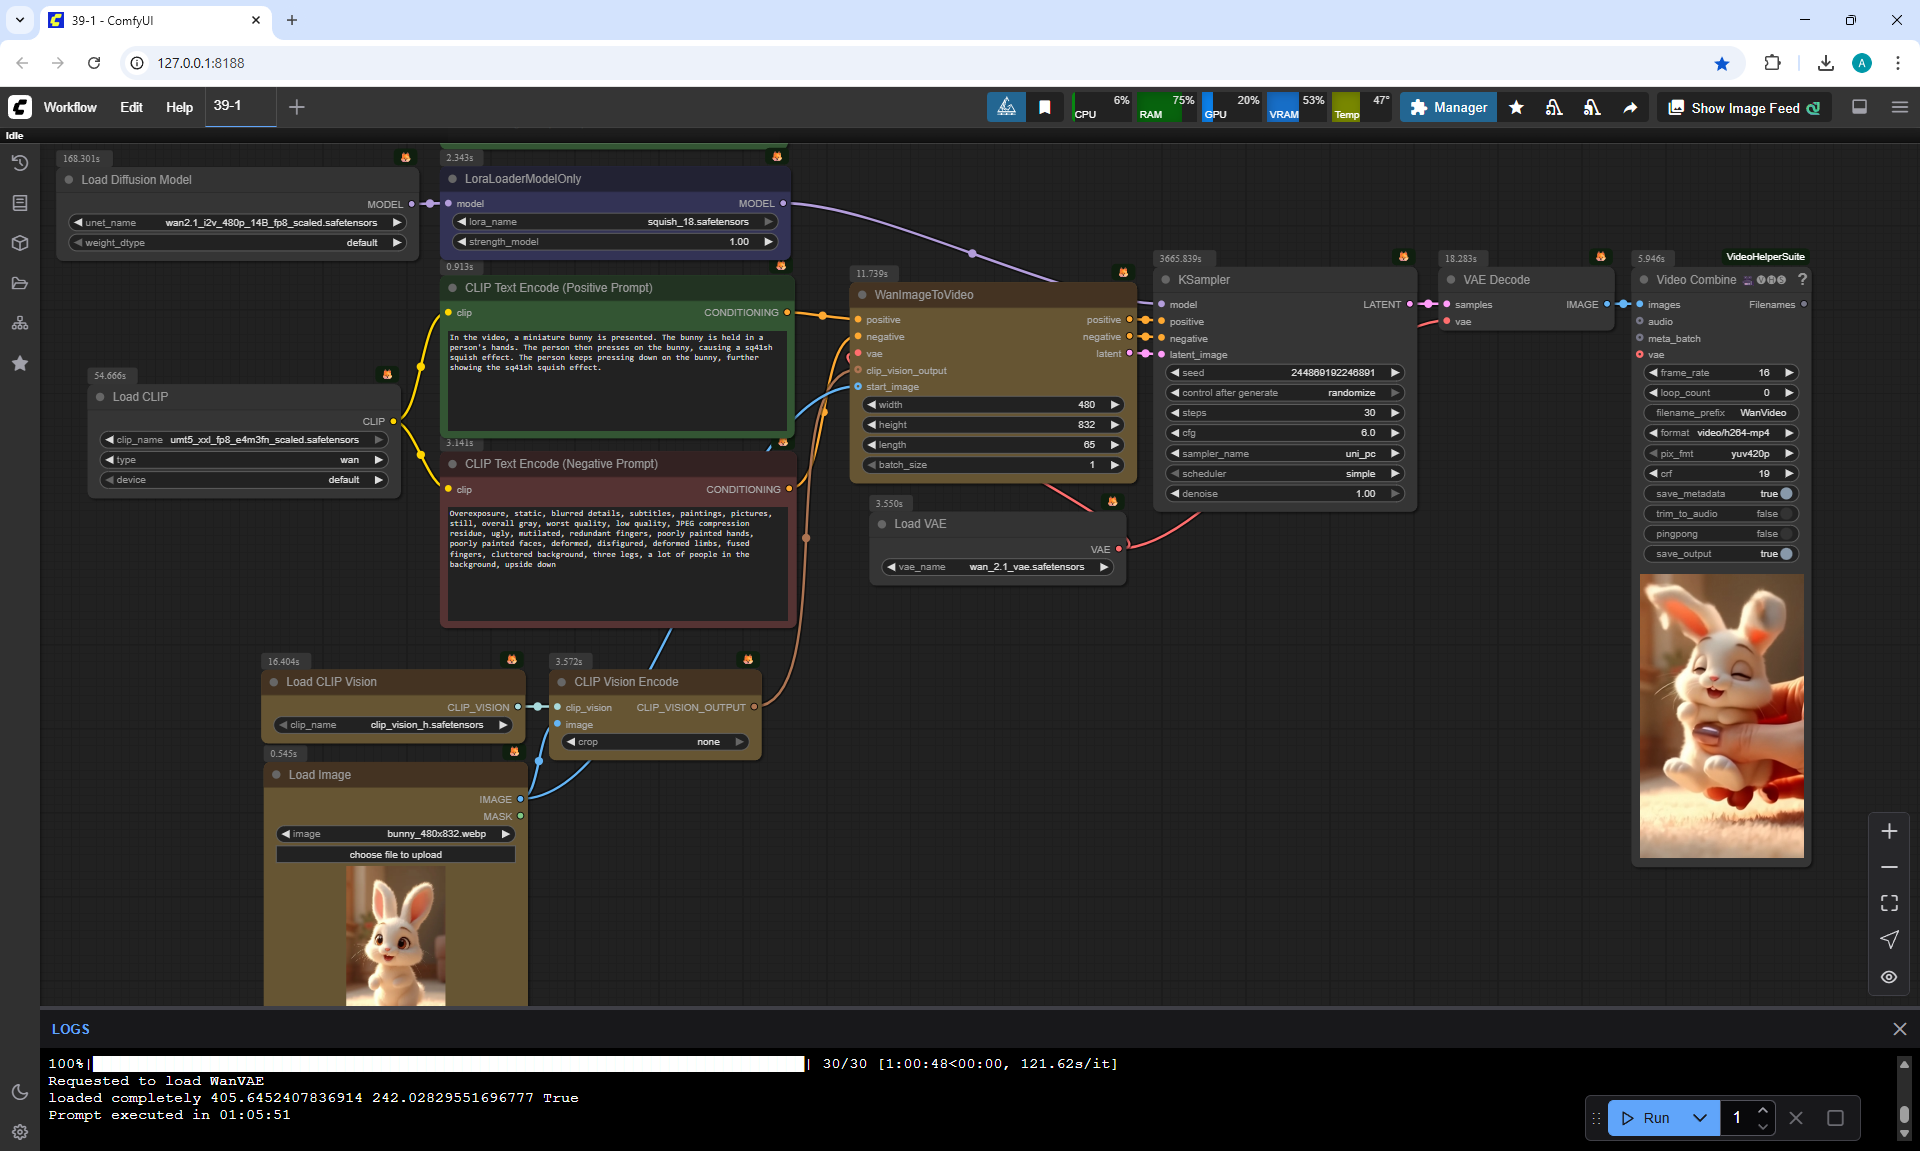 39-1 - ComfyUI
127.0.0.1:8188
A
Workflow
Edit
Help
39-1
CPU 6%
RAM 75%
GPU 20%
VRAM 53%
Temp 47°
Manager
Show Image Feed
Idle
168.301s
Load Diffusion Model
MODEL
unet_name wan2.1_i2v_480p_14B_fp8_scaled.safetensors
weight_dtype default
2.343s
LoraLoaderModelOnly
model MODEL
lora_name squish_18.safetensors
strength_model 1.00
0.913s
CLIP Text Encode (Positive Prompt)
clip CONDITIONING
In the video, a miniature bunny is presented. The bunny is held in a
person's hands. The person then presses on the bunny, causing a sq41sh
squish effect. The person keeps pressing down on the bunny, further
showing the sq41sh squish effect.
54.666s
Load CLIP
CLIP
clip_name umt5_xxl_fp8_e4m3fn_scaled.safetensors
type wan
device default
3.141s
CLIP Text Encode (Negative Prompt)
clip CONDITIONING
Overexposure, static, blurred details, subtitles, paintings, pictures,
still, overall gray, worst quality, low quality, JPEG compression
residue, ugly, mutilated, redundant fingers, poorly painted hands,
poorly painted faces, deformed, disfigured, deformed limbs, fused
fingers, cluttered background, three legs, a lot of people in the
background, upside down
16.404s
Load CLIP Vision
CLIP_VISION
clip_name clip_vision_h.safetensors
3.572s
CLIP Vision Encode
clip_vision CLIP_VISION_OUTPUT
image
crop none
0.545s
Load Image
IMAGE
MASK
image bunny_480x832.webp
choose file to upload
11.739s
WanImageToVideo
positive positive
negative negative
vae latent
clip_vision_output
start_image
width 480
height 832
length 65
batch_size 1
3.550s
Load VAE
VAE
vae_name wan_2.1_vae.safetensors
3665.839s
KSampler
model LATENT
positive
negative
latent_image
seed 244869192246891
control after generate randomize
steps 30
cfg 6.0
sampler_name uni_pc
scheduler simple
denoise 1.00
18.283s
VAE Decode
samples IMAGE
vae
5.946s
VideoHelperSuite
Video Combine VHS ?
images Filenames
audio
meta_batch
vae
frame_rate 16
loop_count 0
filename_prefix WanVideo
format video/h264-mp4
pix_fmt yuv420p
crf 19
save_metadata true
trim_to_audio false
pingpong false
save_output true
LOGS
100%| | 30/30 [1:00:48<00:00, 121.62s/it]
Requested to load WanVAE
loaded completely 405.6452407836914 242.02829551696777 True
Prompt executed in 01:05:51
Run
1